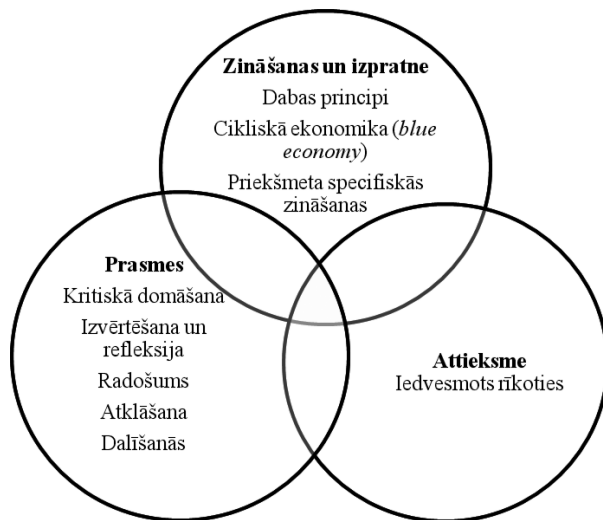 Zināšanas un izpratne
Dabas principi
Cikliskā ekonomika (blue
economy)
Priekšmeta specifiskās
zināšanas
Prasmes
Kritiskā domāšana
Izvērtēšana un
refleksija
Radošums
Atklāšana
Dalīšanās
Attieksme
Iedvesmots rīkoties